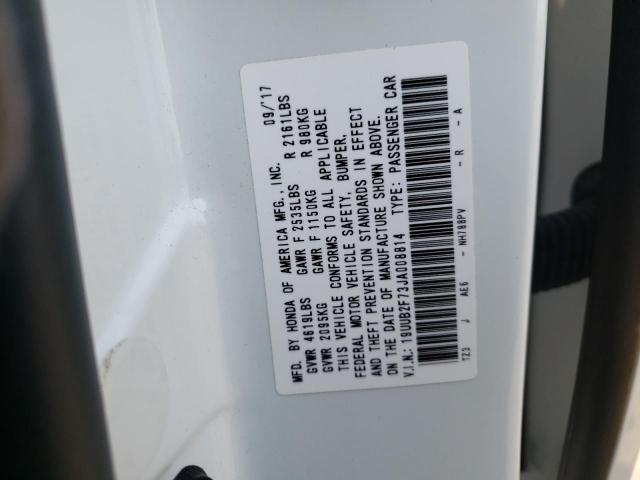 MFD. BY HONDA OF AMERICA MFG., INC. 09/'17
GVWR 4619LBS GAWR F 2535LBS R 2161LBS
GVWR 2095KG GAWR F 1150KG R 980KG
THIS VEHICLE CONFORMS TO ALL APPLICABLE
FEDERAL MOTOR VEHICLE SAFETY, BUMPER,
AND THEFT PREVENTION STANDARDS IN EFFECT
ON THE DATE OF MANUFACTURE SHOWN ABOVE.
V.I.N.: 19UUB2F73JA008814 TYPE: PASSENGER CAR
TZ3 J AE6 - NH788PV - R - A